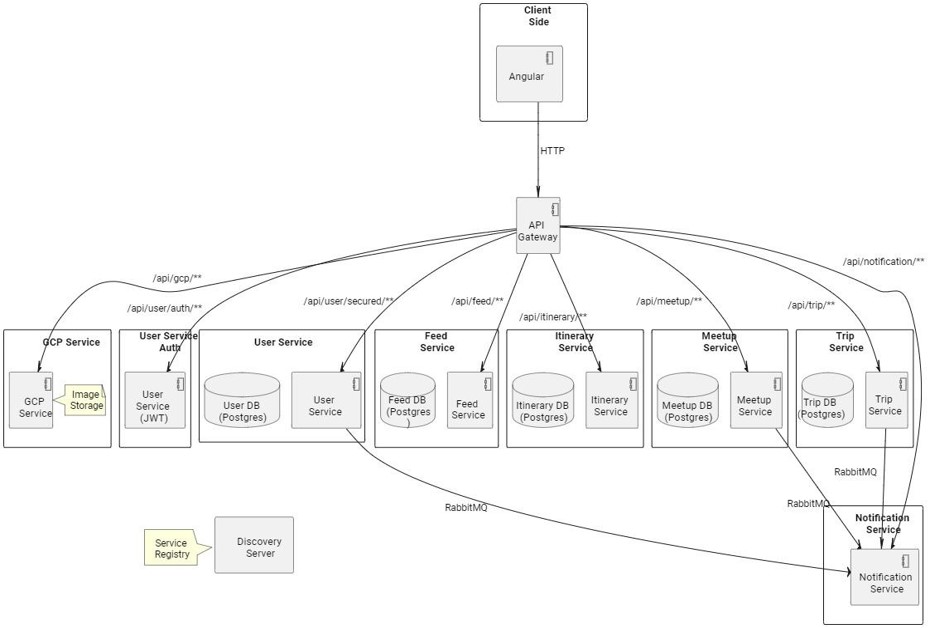 Client
Side
Angular
HTTP
API
Gateway
/api/gcp/**
/api/user/auth/**
/api/user/secured/**
/api/feed/**
/api/itinerary/**
/api/meetup/**
/api/trip/**
/api/notification/**
GCP Service
GCP
Service
Image
Storage
User Service
Auth
User
Service
(JWT)
User Service
User DB
(Postgres)
User
Service
Feed
Service
Feed DB
(Postgres
)
Feed
Service
Itinerary
Service
Itinerary DB
(Postgres)
Itinerary
Service
Meetup
Service
Meetup DB
(Postgres)
Meetup
Service
Trip
Service
Trip DB
(Postgres)
Trip
Service
RabbitMQ
RabbitMQ
RabbitMQ
Service
Registry
Discovery
Server
Notification
Service
Notification
Service